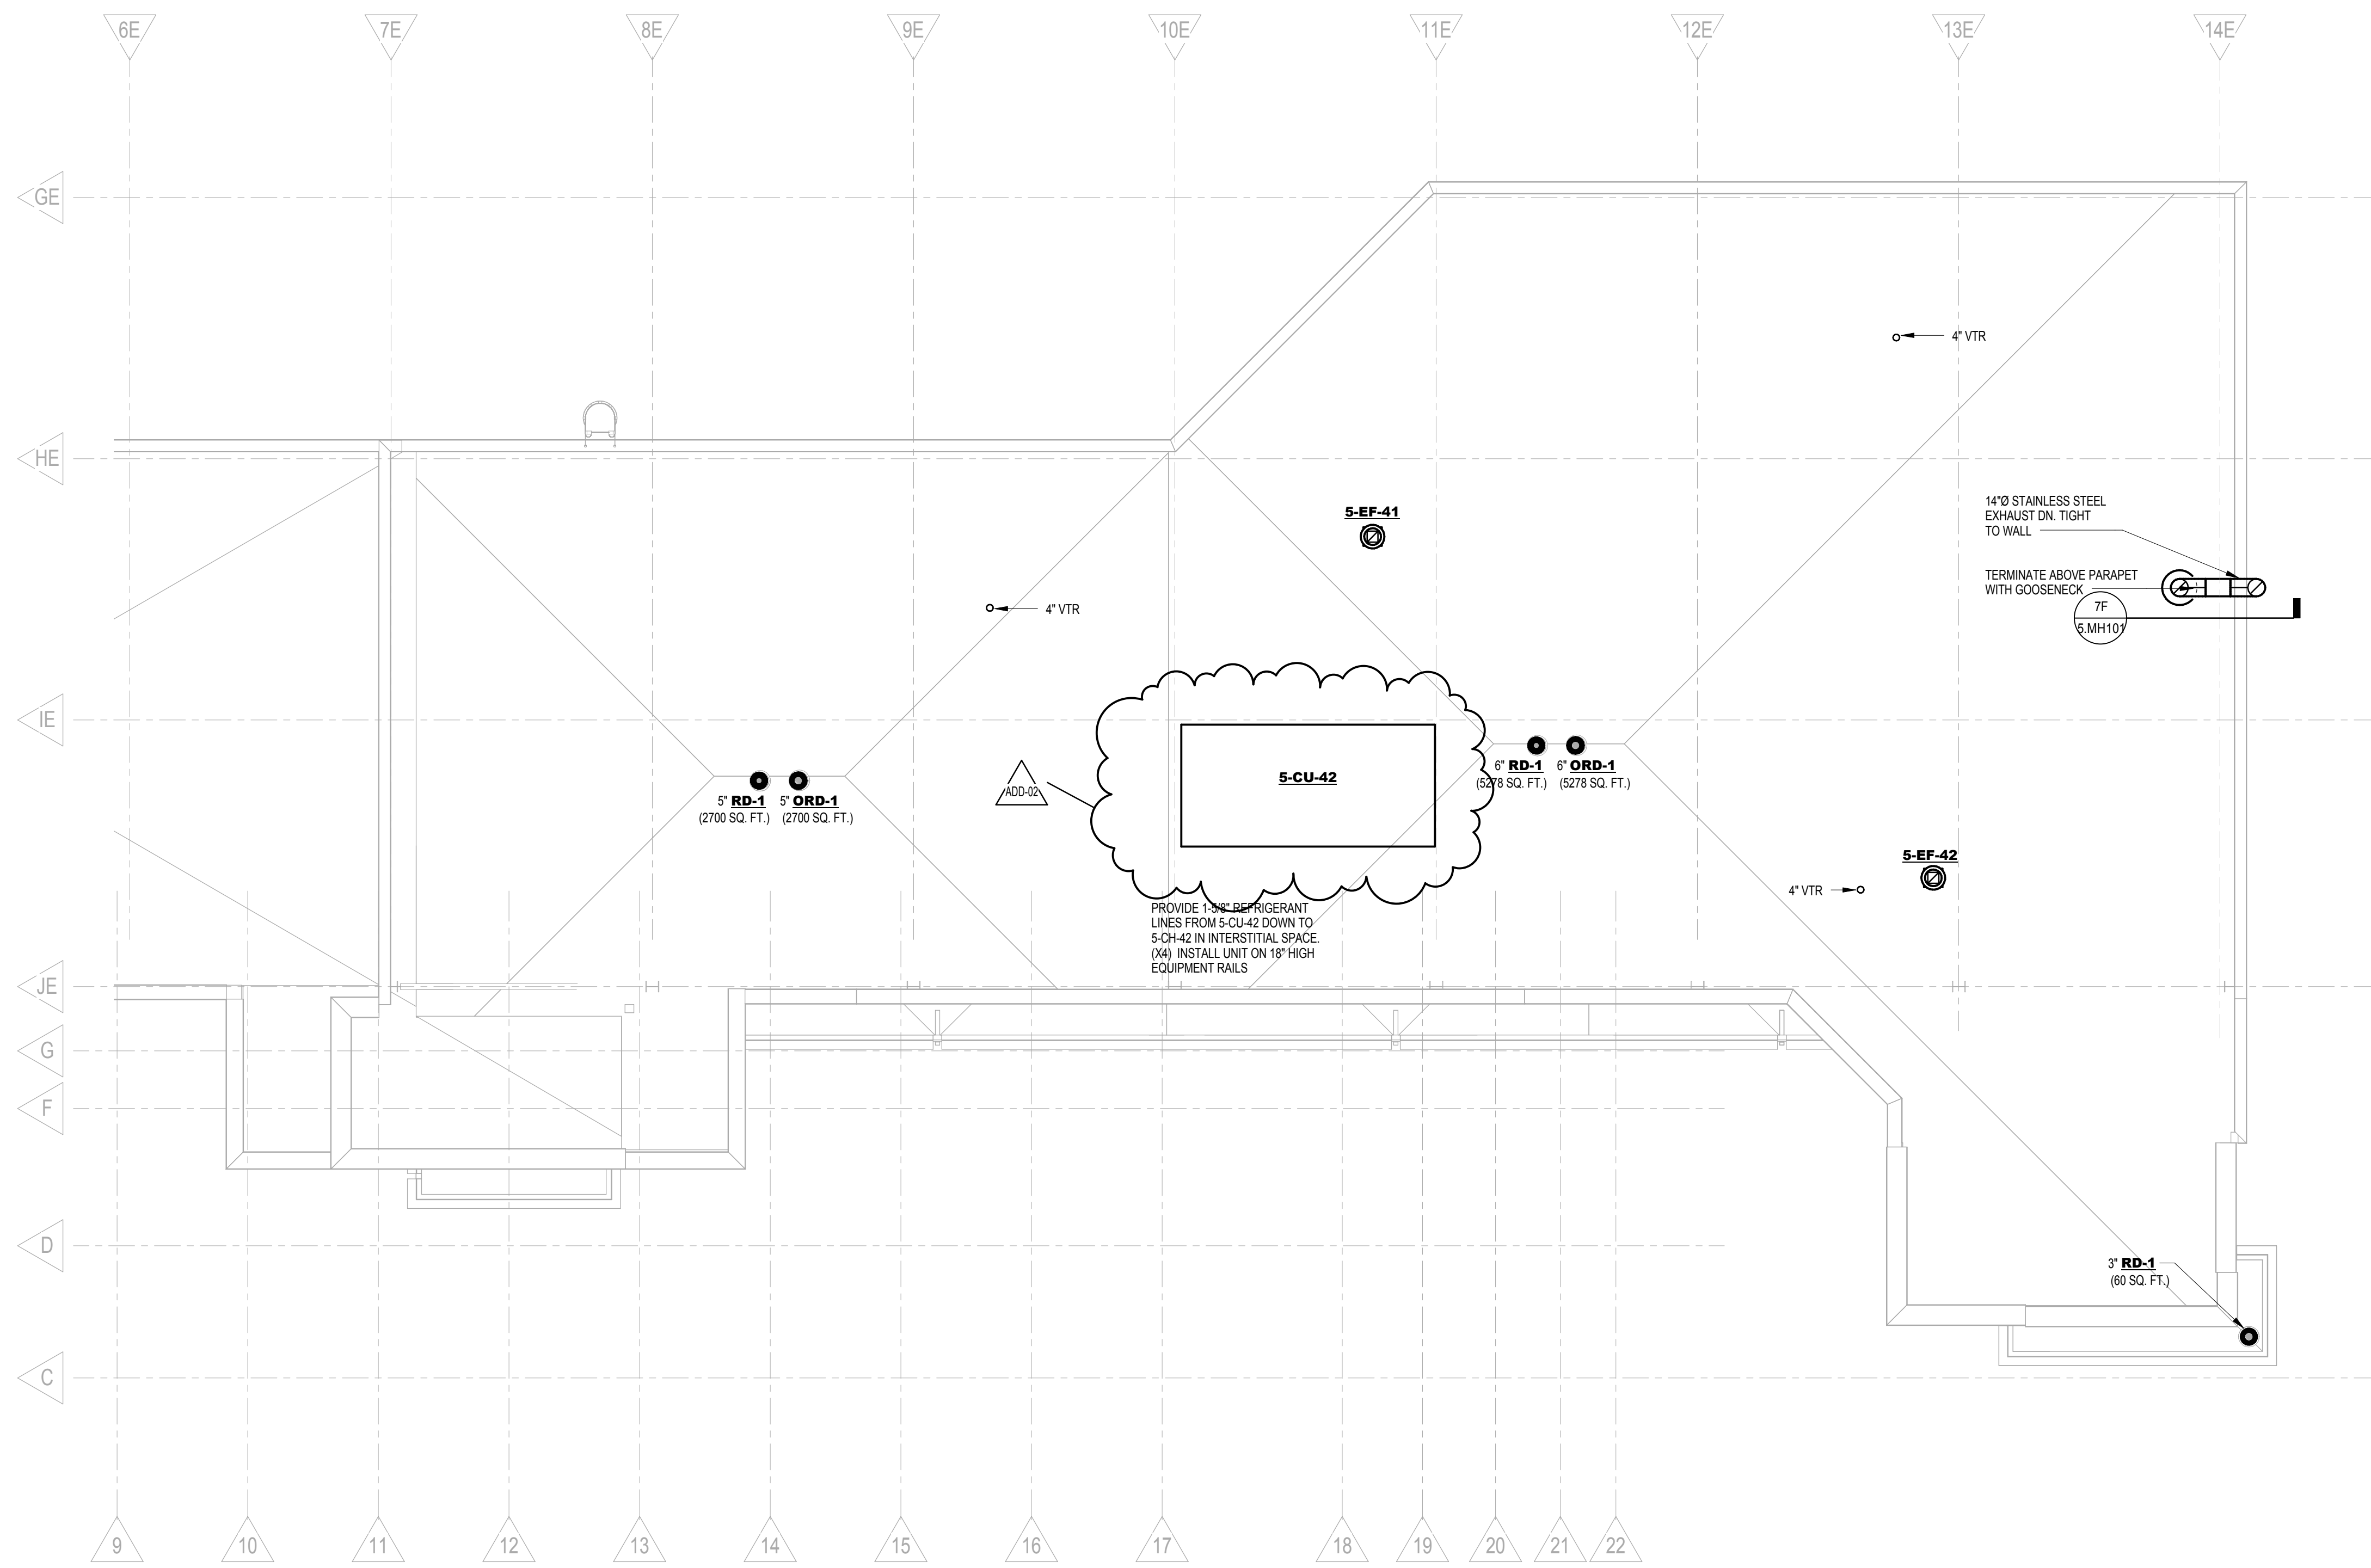 6E
7E
8E
9E
10E
11E
12E
13E
14E
GE
HE
IE
JE
G
F
D
C
4" VTR
5-EF-41
14"Ø STAINLESS STEEL
EXHAUST DN. TIGHT
TO WALL
TERMINATE ABOVE PARAPET
WITH GOOSENECK
7F
5.MH101
4" VTR
5-CU-42
ADD-02
5" RD-1
(2700 SQ. FT.)
5" ORD-1
(2700 SQ. FT.)
6" RD-1
(5278 SQ. FT.)
6" ORD-1
(5278 SQ. FT.)
5-EF-42
4" VTR
PROVIDE 1-5/8" REFRIGERANT
LINES FROM 5-CU-42 DOWN TO
5-CH-42 IN INTERSTITIAL SPACE.
(X4) INSTALL UNIT ON 18" HIGH
EQUIPMENT RAILS
3" RD-1
(60 SQ. FT.)
9
10
11
12
13
14
15
16
17
18
19
20
21
22